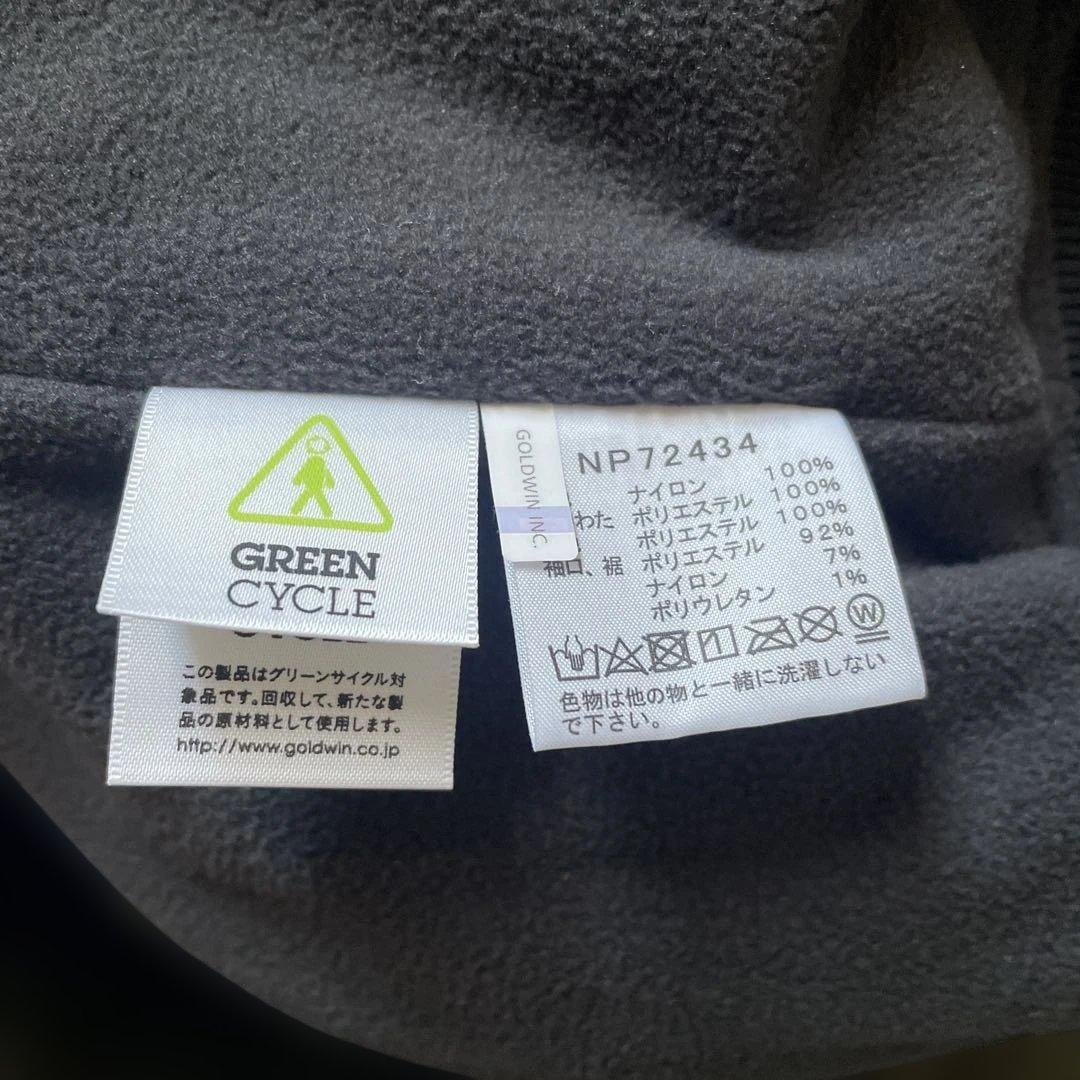 GREEN
CYCLE
この製品はグリーンサイクル対
象品です。回収して、新たな製
品の原材料として使用します。
http://www.goldwin.co.jp
GOLDWIN INC.
NP72434
ナイロン 100%
わた ポリエステル 100%
ポリエステル 100%
袖口、裾 ポリエステル 92%
ナイロン 7%
ポリウレタン 1%
W
色物は他の物と一緒に洗濯しない
で下さい。